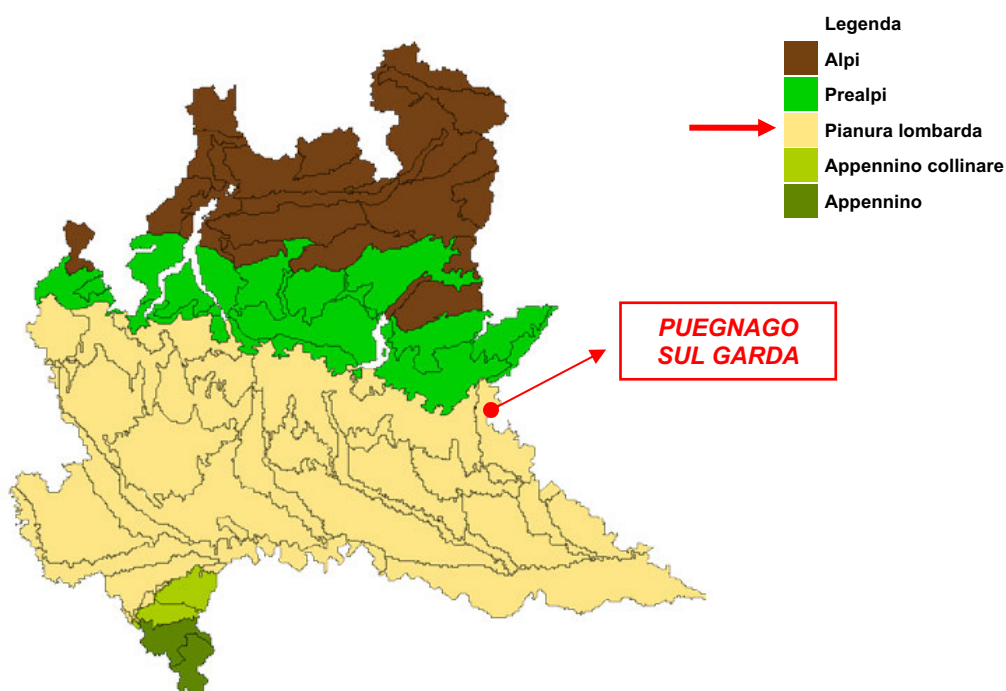 Legenda
Alpi
Prealpi
Pianura lombarda
Appennino collinare
Appennino
PUEGNAGO
SUL GARDA